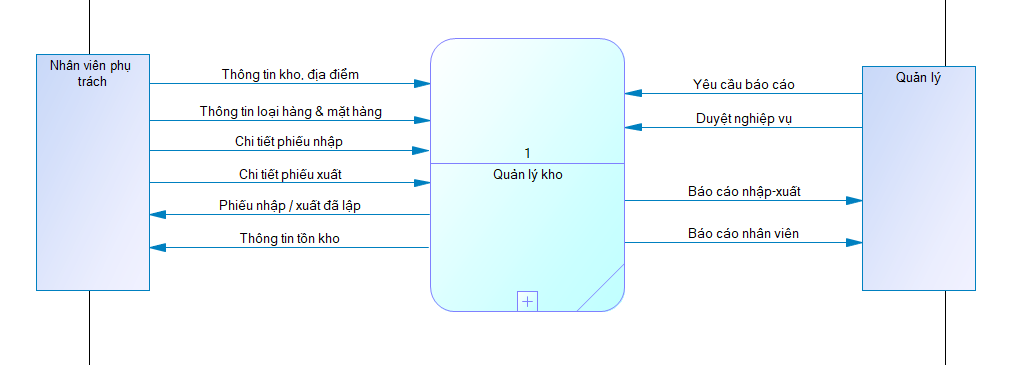 Nhân viên phụ
trách
Thông tin kho, địa điểm
Thông tin loại hàng & mặt hàng
Chi tiết phiếu nhập
Chi tiết phiếu xuất
Phiếu nhập / xuất đã lập
Thông tin tồn kho
1
Quản lý kho
Yêu cầu báo cáo
Duyệt nghiệp vụ
Báo cáo nhập-xuất
Báo cáo nhân viên
Quản lý